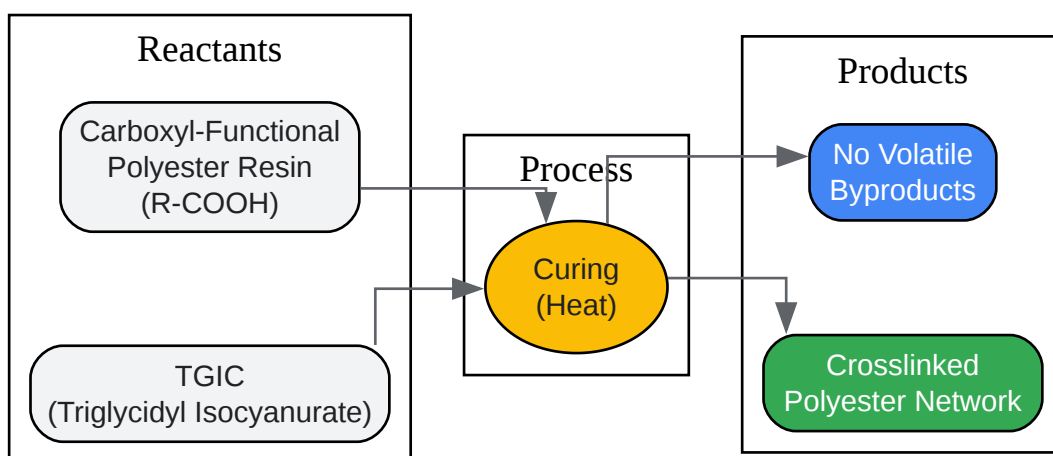 Reactants
Carboxyl-Functional
Polyester Resin
(R-COOH)
TGIC
(Triglycidyl Isocyanurate)
Process
Curing
(Heat)
Products
No Volatile
Byproducts
Crosslinked
Polyester Network